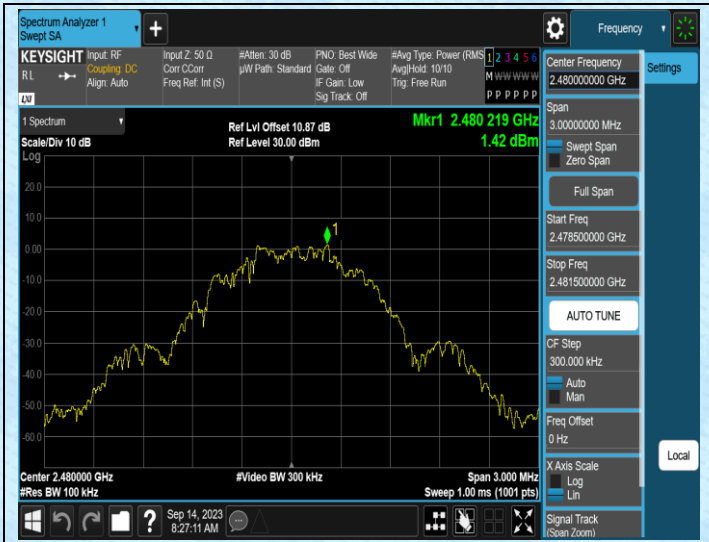 Spectrum Analyzer 1
Swept SA
Frequency
KEYSIGHT
RL
LXI
Input: RF
Coupling: DC
Align: Auto
Input Z: 50 Ω
Corr CCorr
Freq Ref: Int (S)
#Atten: 30 dB
µW Path: Standard
PNO: Best Wide
Gate: Off
IF Gain: Low
Sig Track: Off
#Avg Type: Power (RMS
Avg|Hold: 10/10
Trig: Free Run
1 2 3 4 5 6
M W W W W W
P P P P P P
1 Spectrum
Scale/Div 10 dB
Log
Ref Lvl Offset 10.87 dB
Ref Level 30.00 dBm
Mkr1 2.480 219 GHz
1.42 dBm
1
20.0
10.0
0.00
-10.0
-20.0
-30.0
-40.0
-50.0
-60.0
Center 2.480000 GHz
#Res BW 100 kHz
#Video BW 300 kHz
Span 3.000 MHz
Sweep 1.00 ms (1001 pts)
Sep 14, 2023
8:27:11 AM
Center Frequency
2.480000000 GHz
Span
3.00000000 MHz
Swept Span
Zero Span
Full Span
Start Freq
2.478500000 GHz
Stop Freq
2.481500000 GHz
AUTO TUNE
CF Step
300.000 kHz
Auto
Man
Freq Offset
0 Hz
X Axis Scale
Log
Lin
Signal Track
(Span Zoom)
Settings
Local